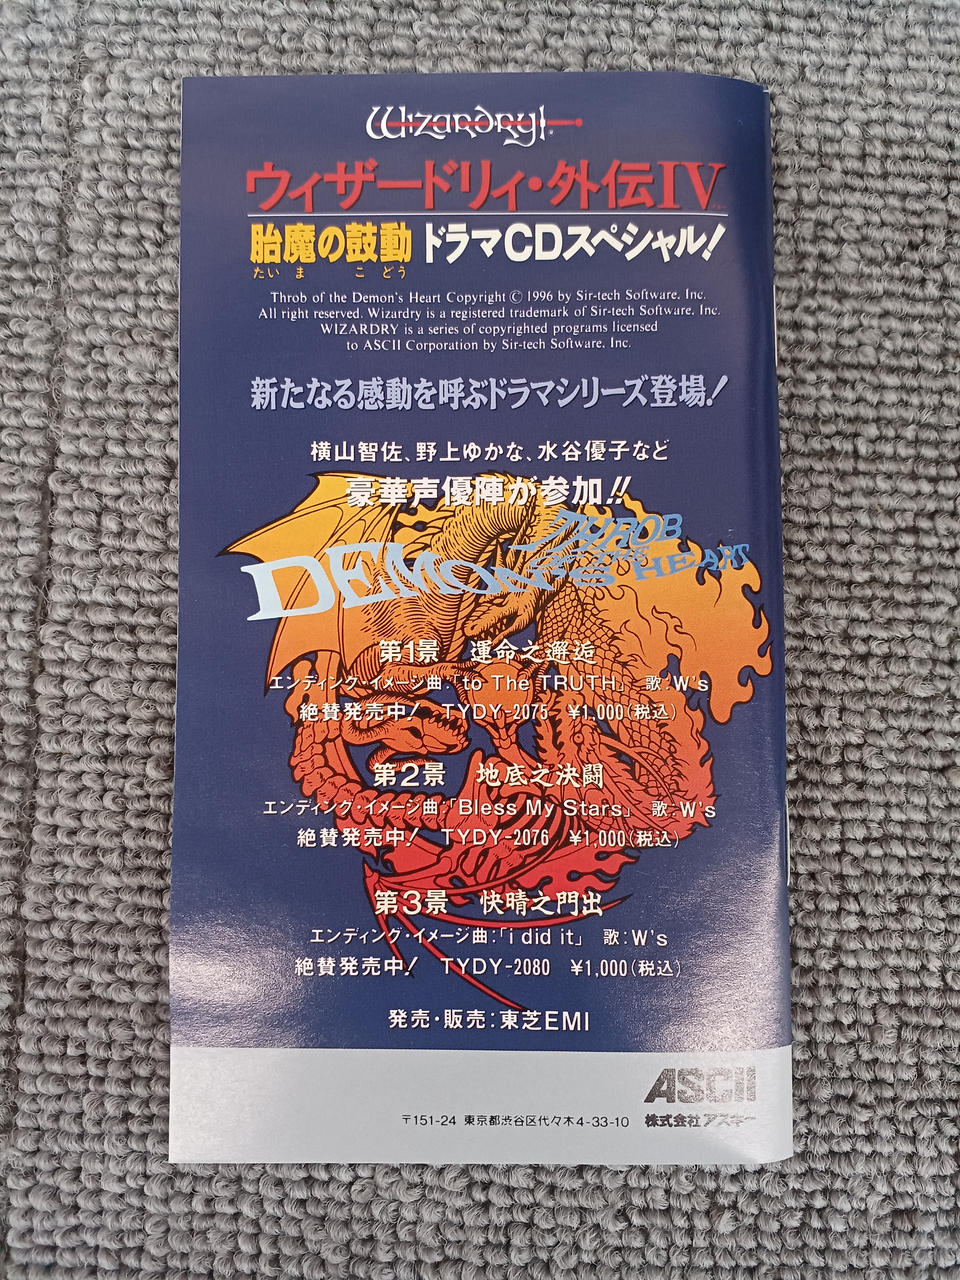 Wizardry
ウィザードリィ・外伝IV
胎魔の鼓動 ドラマCDスペシャル!
たいま こどう
Throb of the Demon's Heart Copyright © 1996 by Sir-tech Software, Inc.
All right reserved. Wizardry is a registered trademark of Sir-tech Software, Inc.
WIZARDRY is a series of copyrighted programs licensed
to ASCII Corporation by Sir-tech Software, Inc.
新たなる感動を呼ぶドラマシリーズ登場!
横山智佐、野上ゆかな、水谷優子など
豪華声優陣が参加!!
THROB
OF THE
DEMON'S HEART
第1景 運命之邂逅
エンディング・イメージ曲:「to The TRUTH」 歌:W's
絶賛発売中! TYDY-2075 ¥1,000(税込)
第2景 地底之決闘
エンディング・イメージ曲:「Bless My Stars」 歌:W's
絶賛発売中! TYDY-2076 ¥1,000(税込)
第3景 快晴之門出
エンディング・イメージ曲:「i did it」 歌:W's
絶賛発売中! TYDY-2080 ¥1,000(税込)
発売・販売:東芝EMI
ASCII
〒151-24 東京都渋谷区代々木4-33-10 株式会社アスキー